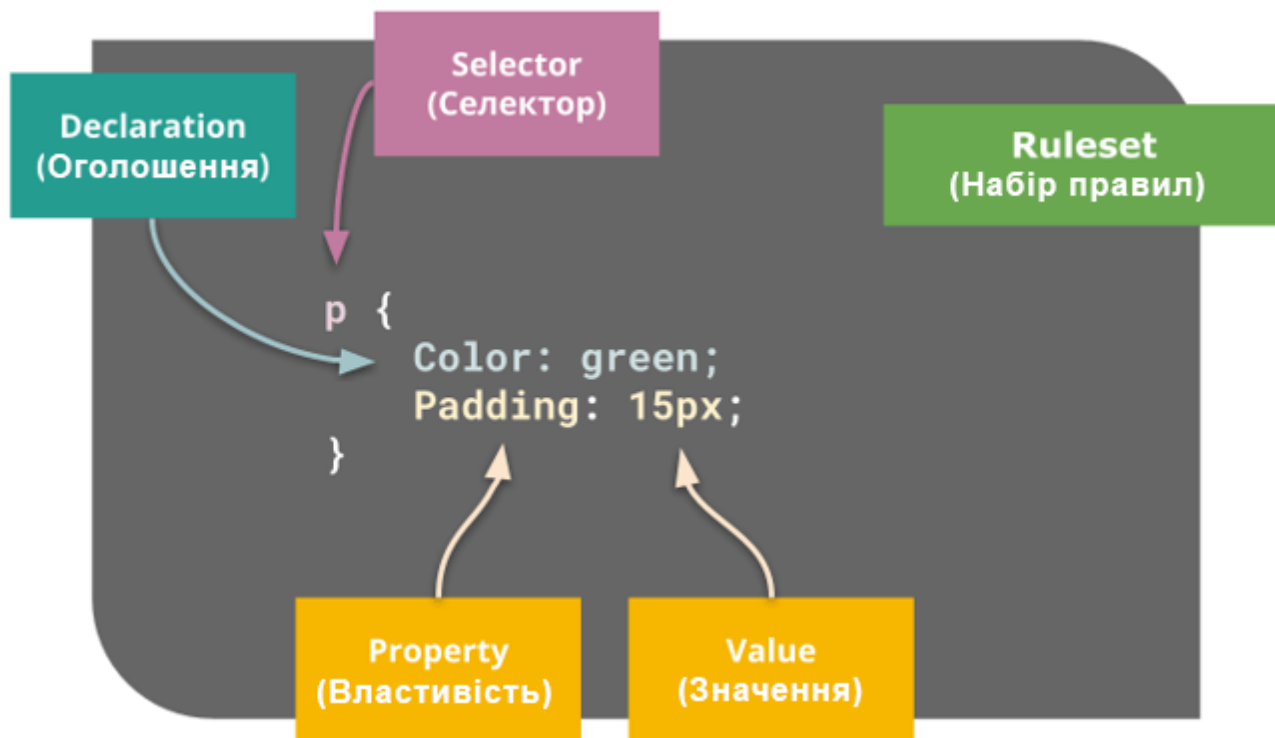 Selector
(Селектор)
Declaration
(Оголошення)
Ruleset
(Набір правил)
p {
Color: green;
Padding: 15px;
}
Property
(Властивість)
Value
(Значення)